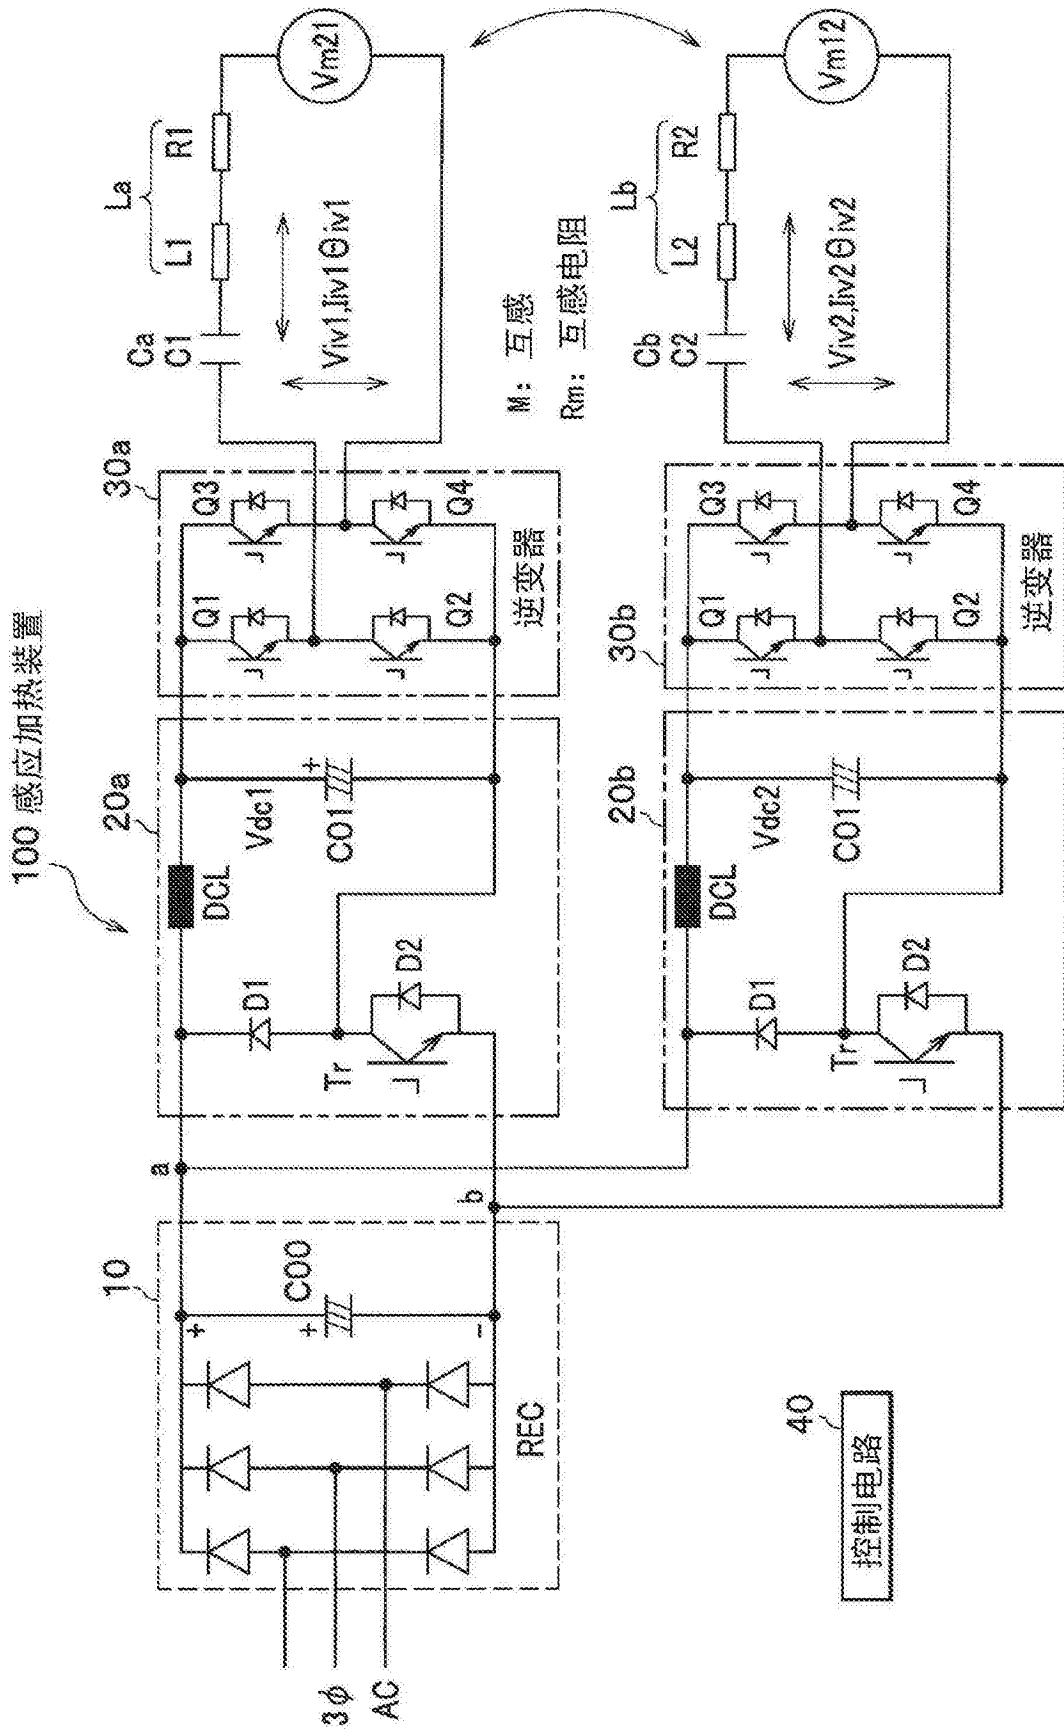 100 感应加热装置
10
3φ
AC
REC
+
+
-
C00
a
b
20a
D1
Tr
D2
DCL
Vdc1
+
C01
30a
Q1
Q3
Q2
Q4
逆变器
Ca
C1
La
L1
R1
Vm21
Viv1,Iiv1Θiv1
M: 互感
Rm: 互感电阻
20b
D1
Tr
D2
DCL
Vdc2
C01
30b
Q1
Q3
Q2
Q4
逆变器
Cb
C2
Lb
L2
R2
Vm12
Viv2,Iiv2Θiv2
40
控制电路